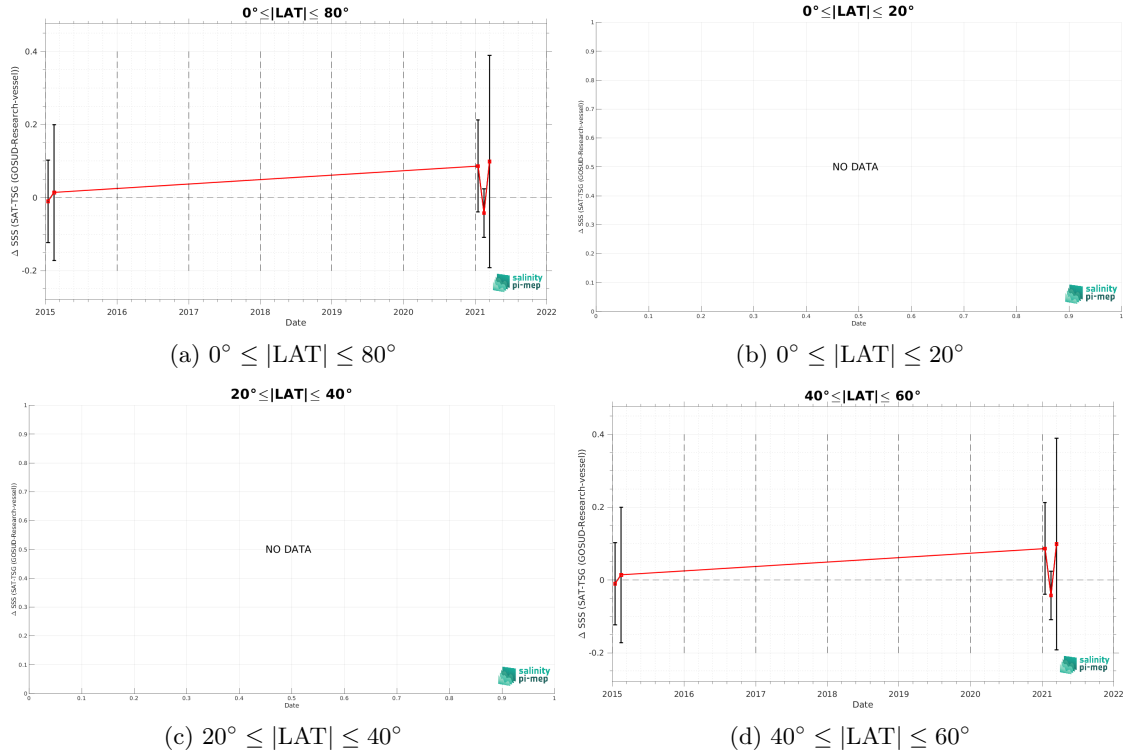 0°≤|LAT|≤ 80°
Δ SSS (SAT-TSG (GOSUD-Research-vessel))
0.4
0.2
0
-0.2
2015 2016 2017 2018 2019 2020 2021 2022
Date
salinity
pi-mep
(a) 0° ≤ |LAT| ≤ 80°
0°≤|LAT|≤ 20°
Δ SSS (SAT-TSG (GOSUD-Research-vessel))
1
0.9
0.8
0.7
0.6
0.5
0.4
0.3
0.2
0.1
0
NO DATA
0 0.1 0.2 0.3 0.4 0.5 0.6 0.7 0.8 0.9 1
Date
salinity
pi-mep
(b) 0° ≤ |LAT| ≤ 20°
20°≤|LAT|≤ 40°
Δ SSS (SAT-TSG (GOSUD-Research-vessel))
1
0.9
0.8
0.7
0.6
0.5
0.4
0.3
0.2
0.1
0
NO DATA
0 0.1 0.2 0.3 0.4 0.5 0.6 0.7 0.8 0.9 1
Date
salinity
pi-mep
(c) 20° ≤ |LAT| ≤ 40°
40°≤|LAT|≤ 60°
Δ SSS (SAT-TSG (GOSUD-Research-vessel))
0.4
0.2
0
-0.2
2015 2016 2017 2018 2019 2020 2021 2022
Date
salinity
pi-mep
(d) 40° ≤ |LAT| ≤ 60°